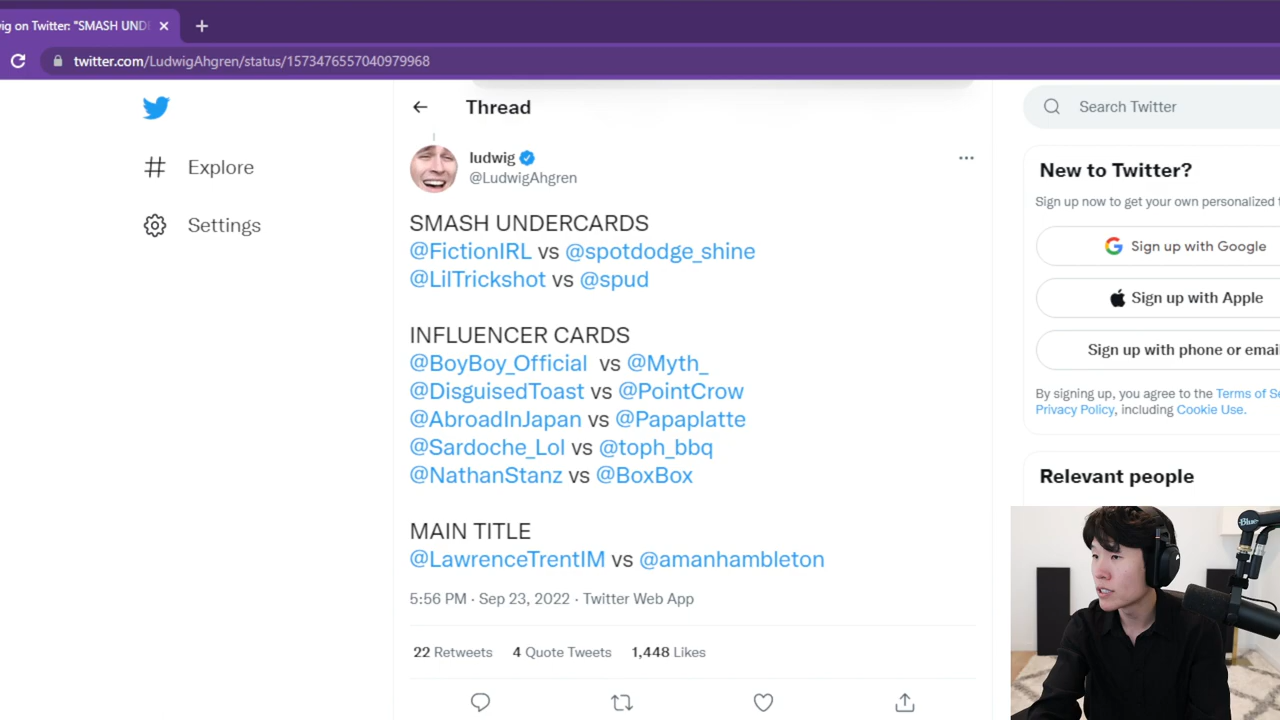 ig on Twitter: "SMASH UND
twitter.com/LudwigAhgren/status/1573476557040979968
Thread
Search Twitter
Explore
Settings
ludwig
@LudwigAhgren
SMASH UNDERCARDS
@FictionIRL vs @spotdodge_shine
@LilTrickshot vs @spud
INFLUENCER CARDS
@BoyBoy_Official vs @Myth_
@DisguisedToast vs @PointCrow
@AbroadInJapan vs @Papaplatte
@Sardoche_Lol vs @toph_bbq
@NathanStanz vs @BoxBox
MAIN TITLE
@LawrenceTrentIM vs @amanhambleton
5:56 PM · Sep 23, 2022 · Twitter Web App
22 Retweets 4 Quote Tweets 1,448 Likes
New to Twitter?
Sign up now to get your own personalized t
Sign up with Google
Sign up with Apple
Sign up with phone or email
By signing up, you agree to the Terms of Se
Privacy Policy, including Cookie Use.
Relevant people
Blue